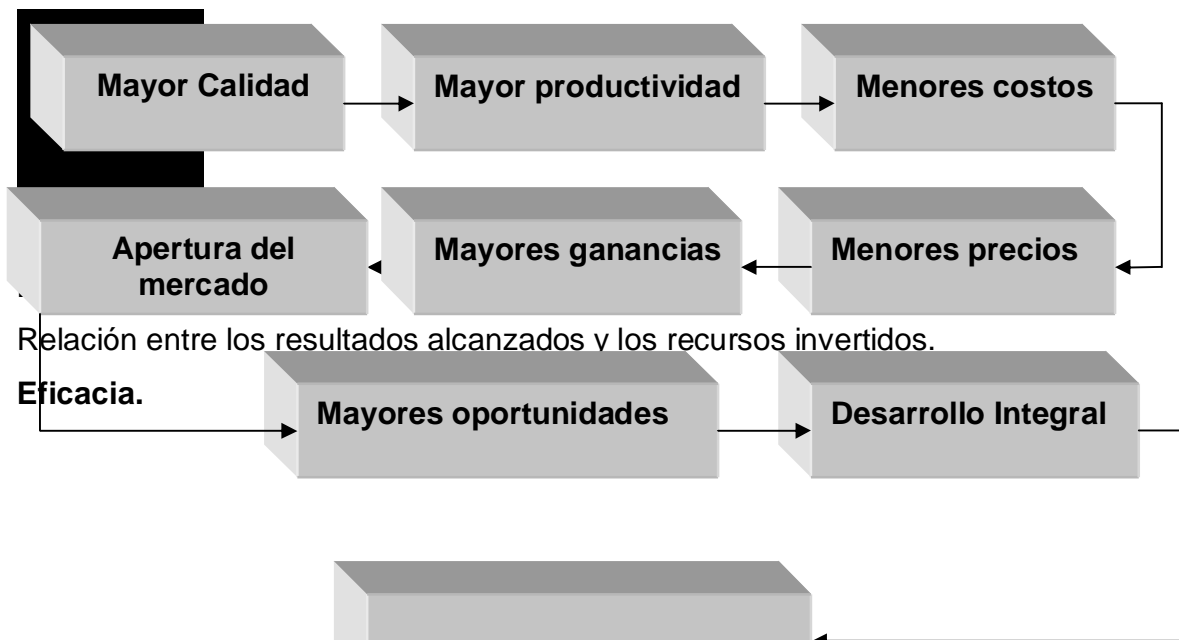 Mayor Calidad
Mayor productividad
Menores costos
Apertura del
mercado
Mayores ganancias
Menores precios
Relación entre los resultados alcanzados y los recursos invertidos.
Eficacia.
Mayores oportunidades
Desarrollo Integral